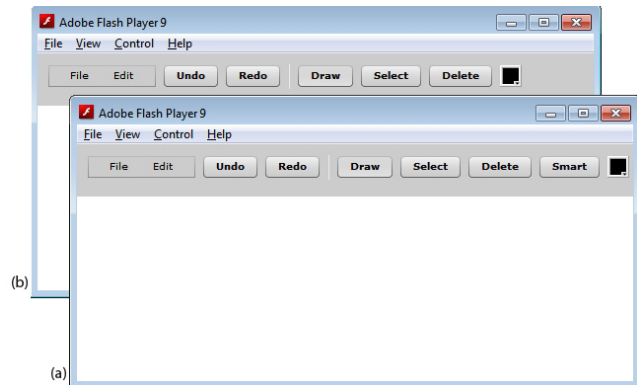 Adobe Flash Player 9
File View Control Help
File Edit Undo Redo Draw Select Delete
Adobe Flash Player 9
File View Control Help
File Edit Undo Redo Draw Select Delete Smart
(b)
(a)